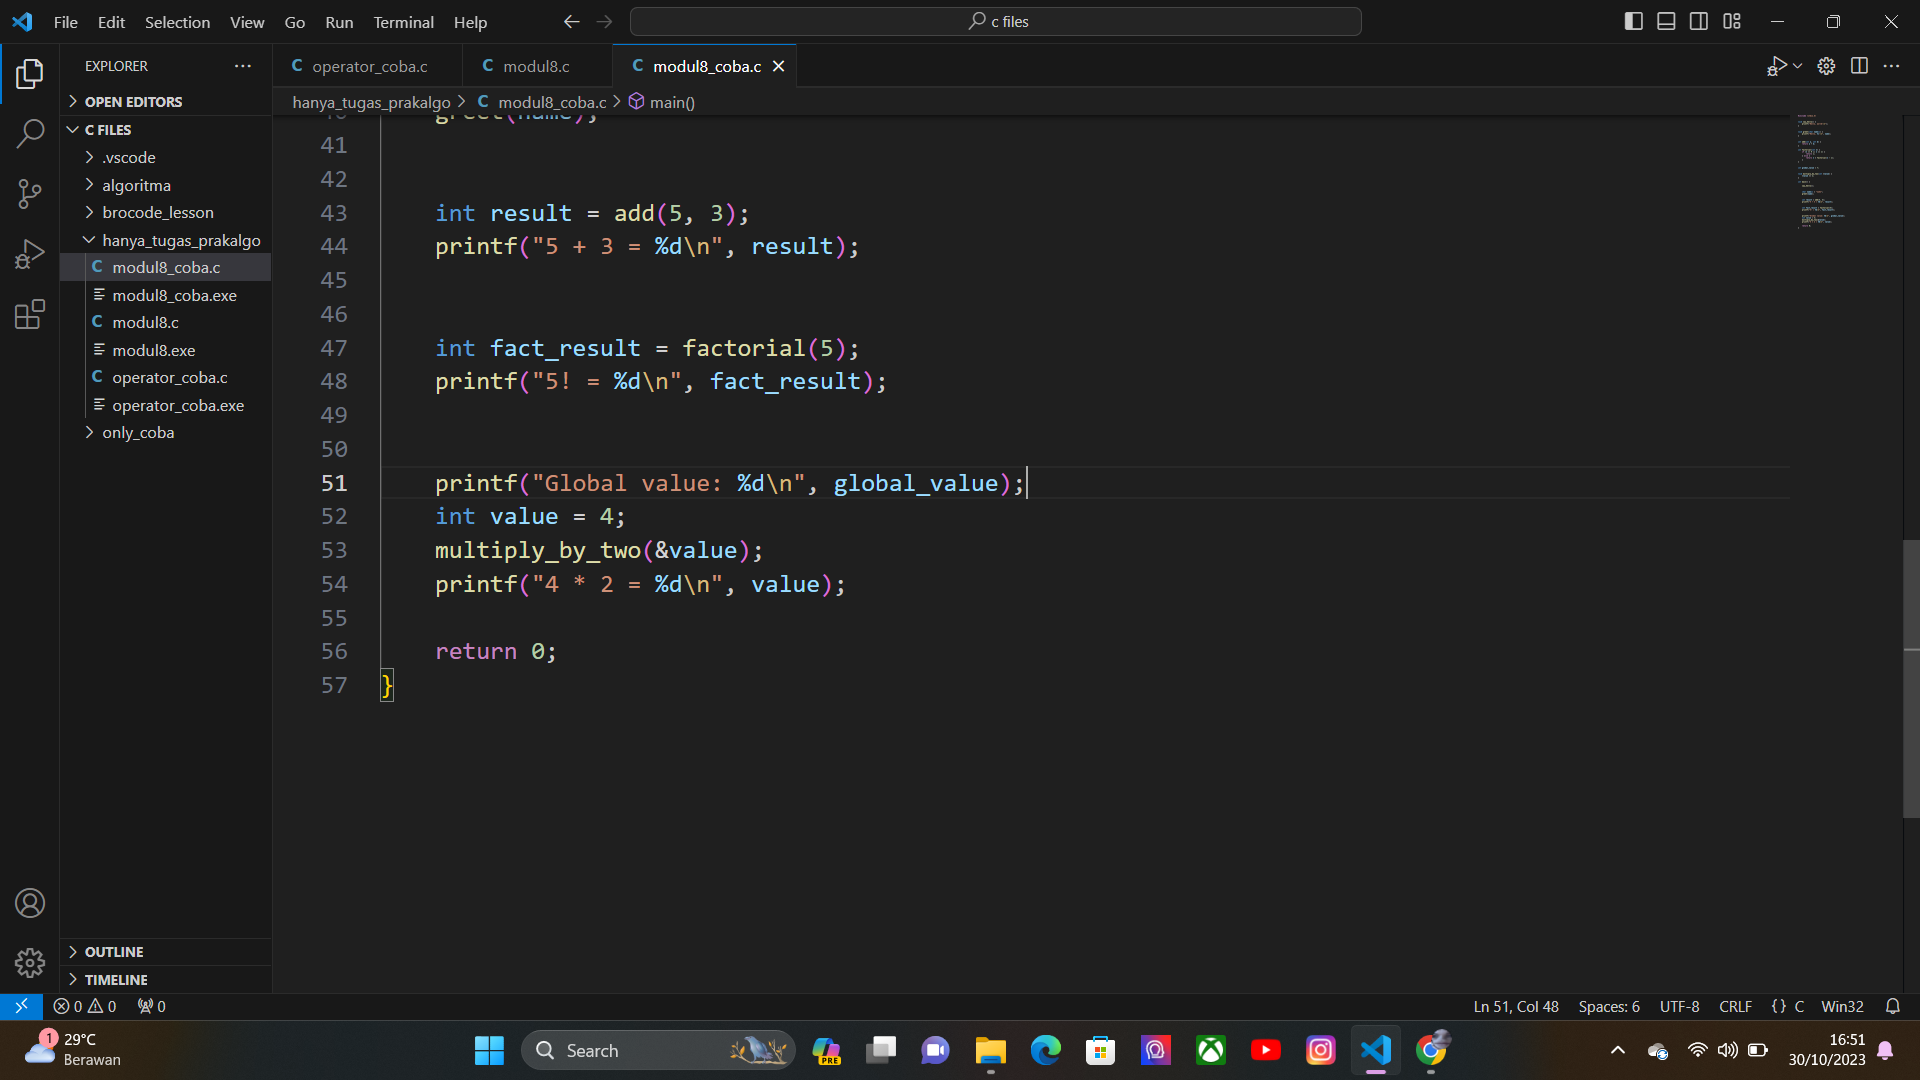 File Edit Selection View Go Run Terminal Help
c files
EXPLORER
OPEN EDITORS
C FILES
.vscode
algoritma
brocode_lesson
hanya_tugas_prakalgo
C modul8_coba.c
modul8_coba.exe
C modul8.c
modul8.exe
C operator_coba.c
operator_coba.exe
only_coba
OUTLINE
TIMELINE
C operator_coba.c
C modul8.c
C modul8_coba.c
hanya_tugas_prakalgo > C modul8_coba.c > main()
40 greet(name);
41
42
43 int result = add(5, 3);
44 printf("5 + 3 = %d\n", result);
45
46
47 int fact_result = factorial(5);
48 printf("5! = %d\n", fact_result);
49
50
51 printf("Global value: %d\n", global_value);
52 int value = 4;
53 multiply_by_two(&value);
54 printf("4 * 2 = %d\n", value);
55
56 return 0;
57 }
0 0 0
Ln 51, Col 48 Spaces: 6 UTF-8 CRLF {} C Win32
1
29°C
Berawan
Search
PRE
16:51
30/10/2023